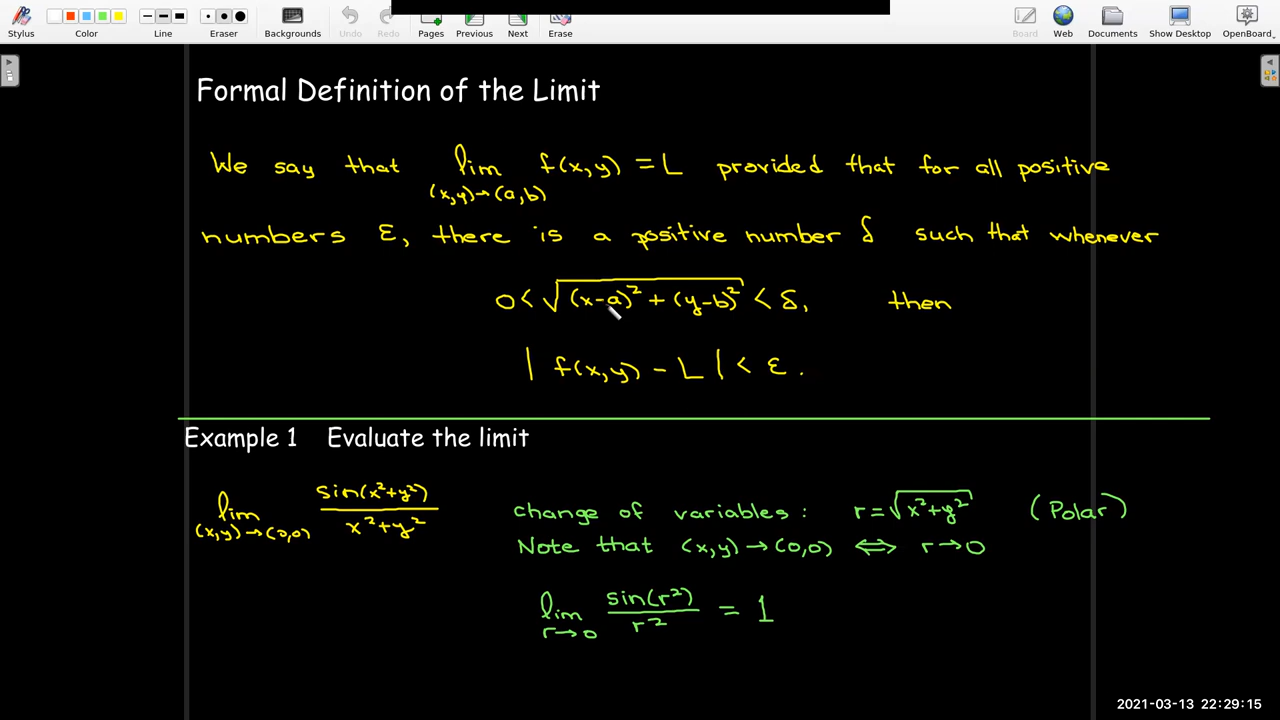 Stylus Color Line Eraser Backgrounds Undo Redo Pages Previous Next Erase Board Web Documents Show Desktop OpenBoard
Formal Definition of the Limit
We say that lim f(x,y) = L provided that for all positive
(x,y)→(a,b)
numbers ε, there is a positive number δ such that whenever
0 < √((x-a)² + (y-b)²) < δ, then
| f(x,y) - L | < ε.
Example 1 Evaluate the limit
lim sin(x²+y²)
(x,y)→(0,0) x²+y²
change of variables: r = √(x²+y²) (Polar)
Note that (x,y)→(0,0) ⟺ r→0
lim sin(r²) = 1
r→0 r²
2021-03-13 22:29:15